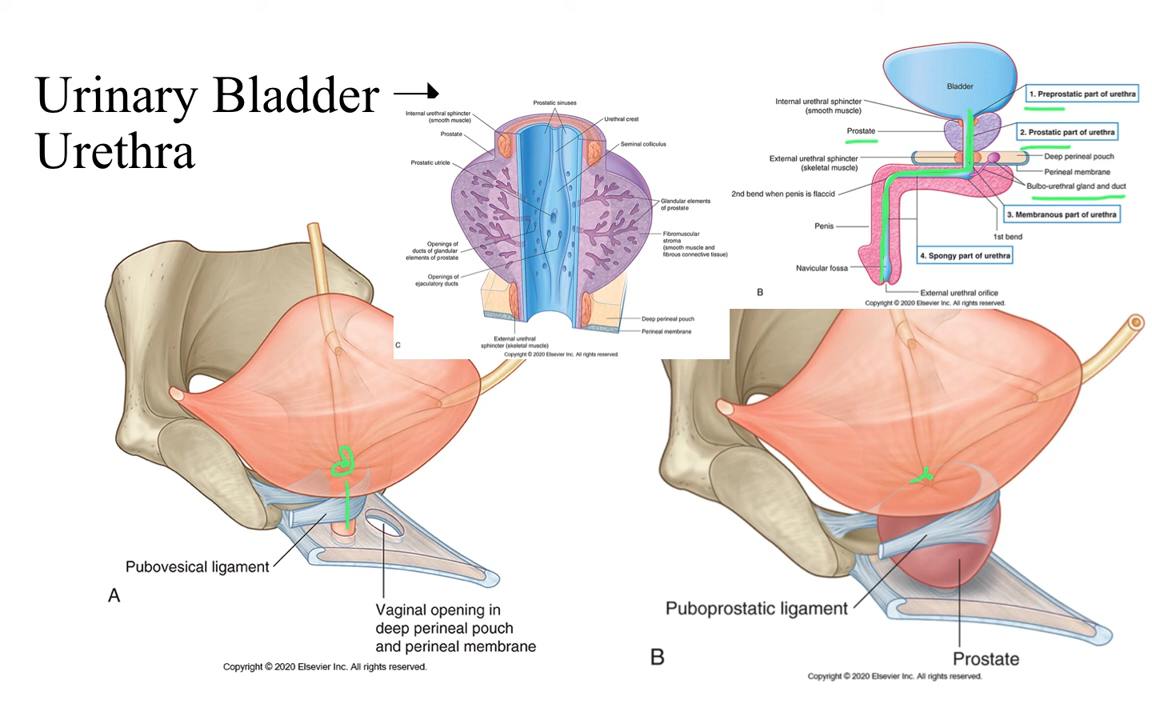 Urinary Bladder
Urethra
Prostatic sinuses
Internal urethral sphincter
(smooth muscle)
Urethral crest
Prostate
Seminal colliculus
Prostatic utricle
Glandular elements
of prostate
Fibromuscular
stroma
(smooth muscle and
fibrous connective tissue)
Openings of
ducts of glandular
elements of prostate
Openings of
ejaculatory ducts
Deep perineal pouch
Perineal membrane
External urethral
sphincter (skeletal muscle)
C
Copyright © 2020 Elsevier Inc. All rights reserved.
Bladder
1. Preprostatic part of urethra
Internal urethral sphincter
(smooth muscle)
2. Prostatic part of urethra
Prostate
External urethral sphincter
(skeletal muscle)
Deep perineal pouch
Perineal membrane
Bulbo-urethral gland and duct
2nd bend when penis is flaccid
3. Membranous part of urethra
Penis
1st bend
4. Spongy part of urethra
Navicular fossa
External urethral orifice
B
Copyright © 2020 Elsevier Inc. All rights reserved.
Pubovesical ligament
A
Vaginal opening in
deep perineal pouch
and perineal membrane
Copyright © 2020 Elsevier Inc. All rights reserved.
Puboprostatic ligament
B
Prostate
Copyright © 2020 Elsevier Inc. All rights reserved.